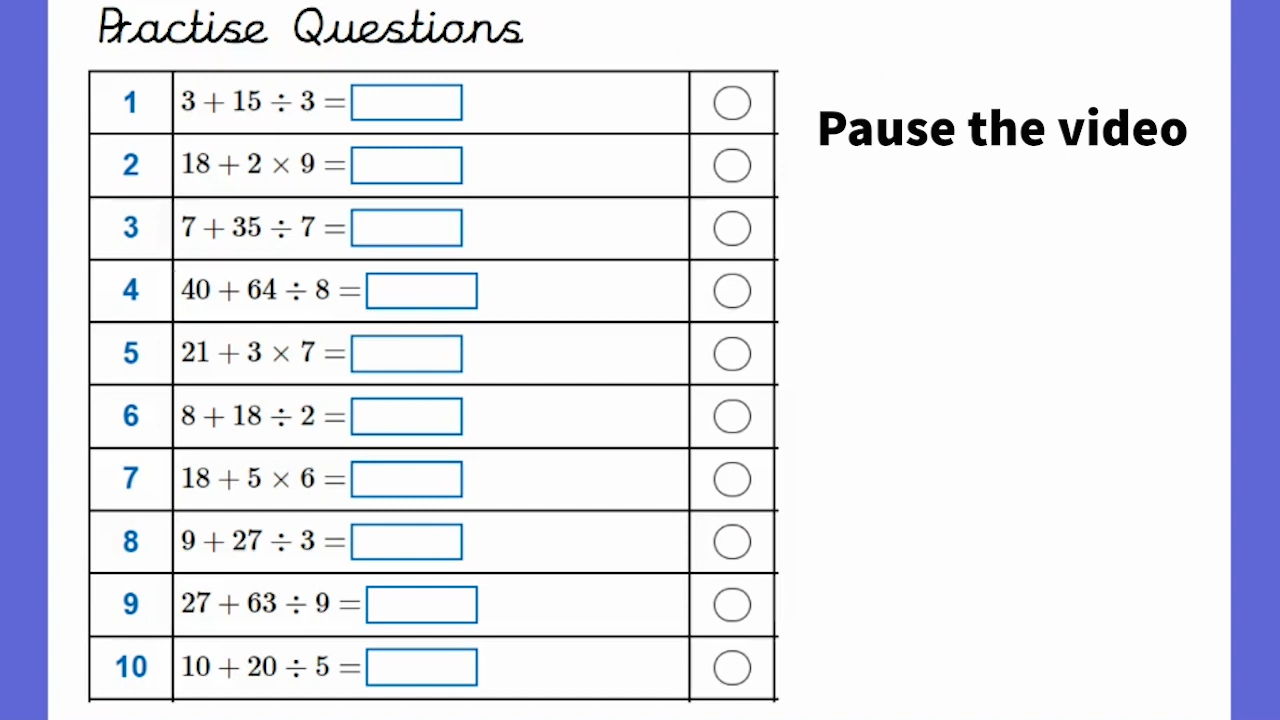 Practise Questions
1 3 + 15 ÷ 3 =
2 18 + 2 × 9 =
3 7 + 35 ÷ 7 =
4 40 + 64 ÷ 8 =
5 21 + 3 × 7 =
6 8 + 18 ÷ 2 =
7 18 + 5 × 6 =
8 9 + 27 ÷ 3 =
9 27 + 63 ÷ 9 =
10 10 + 20 ÷ 5 =
Pause the video